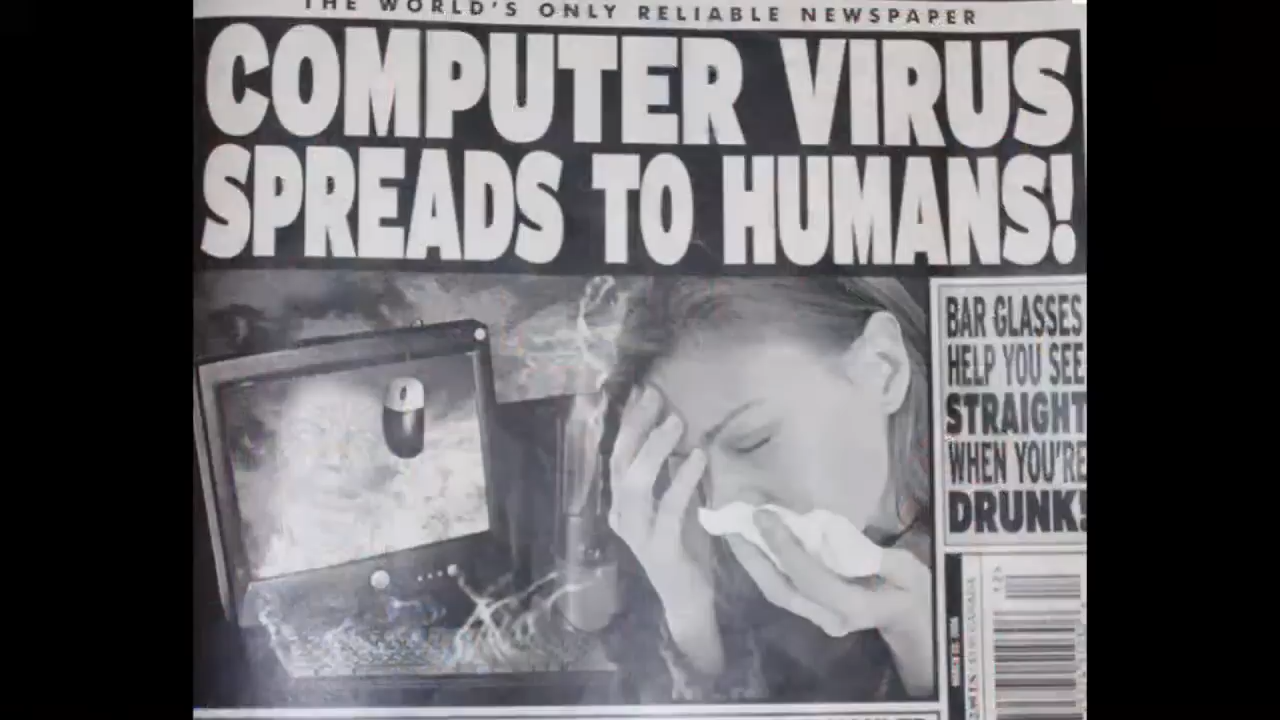 THE WORLD'S ONLY RELIABLE NEWSPAPER
COMPUTER VIRUS
SPREADS TO HUMANS!
BAR GLASSES
HELP YOU SEE
STRAIGHT
WHEN YOU'RE
DRUNK!